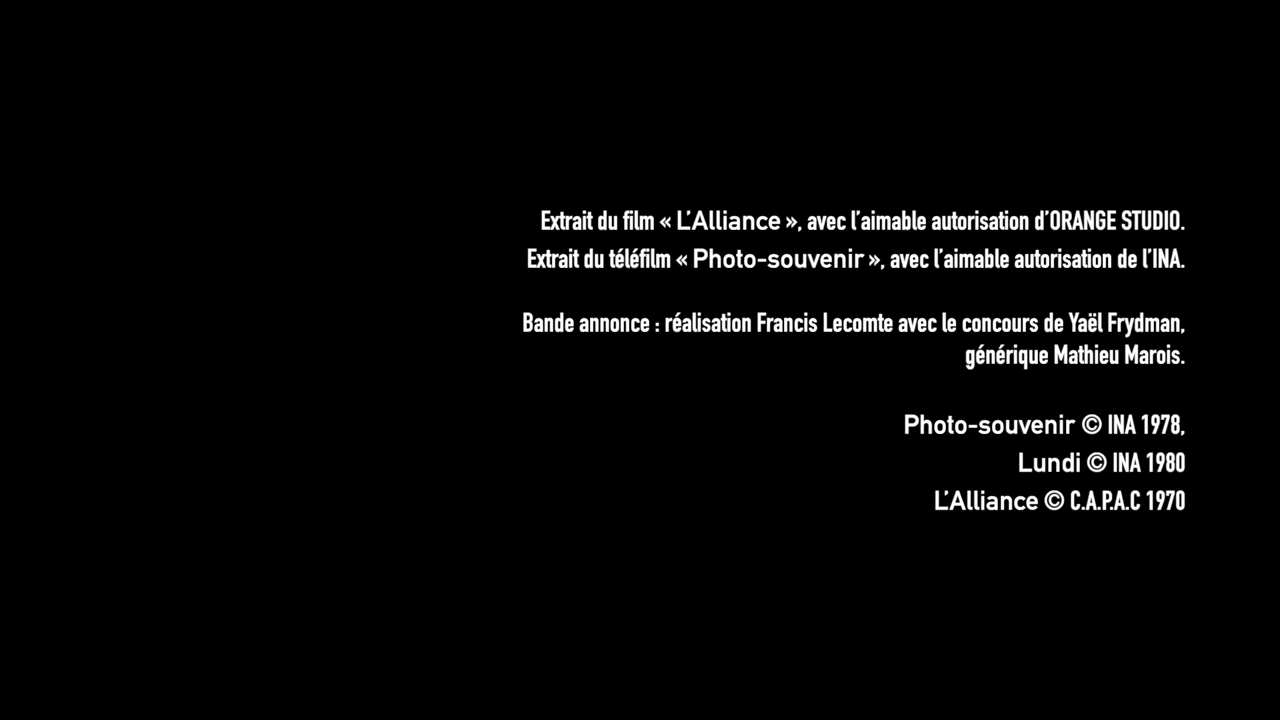 Extrait du film « L’Alliance », avec l’aimable autorisation d’ORANGE STUDIO.
Extrait du téléfilm « Photo-souvenir », avec l’aimable autorisation de l’INA.
Bande annonce : réalisation Francis Lecomte avec le concours de Yaël Frydman,
générique Mathieu Marois.
Photo-souvenir © INA 1978,
Lundi © INA 1980
L’Alliance © C.A.P.A.C 1970